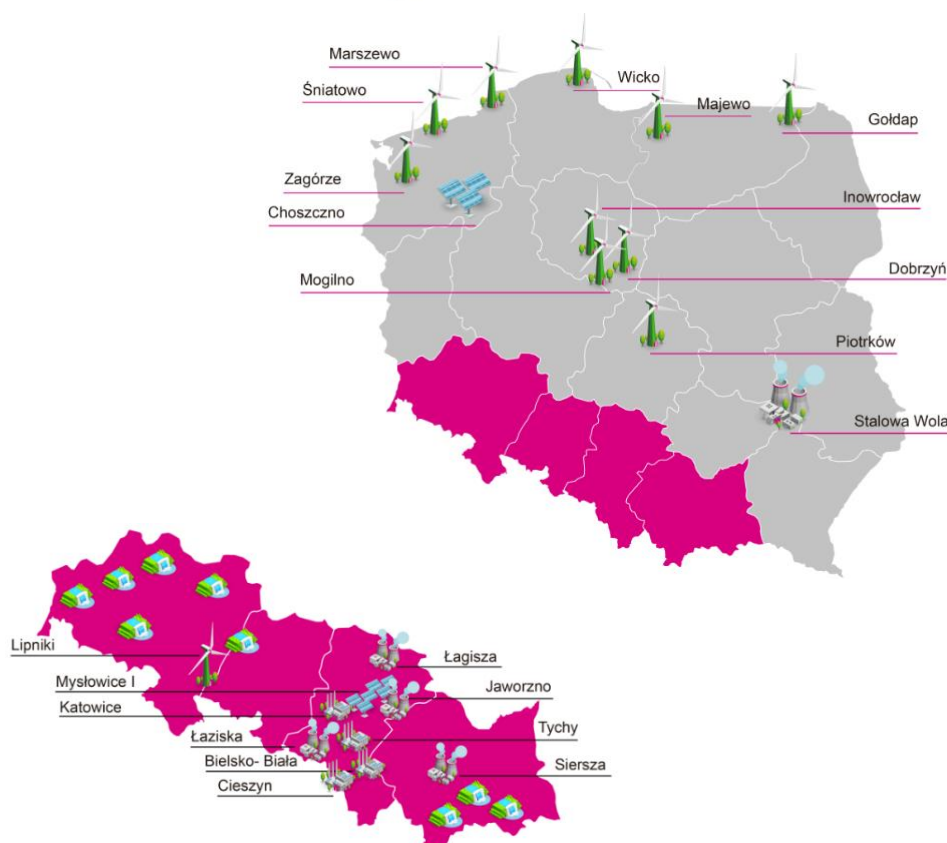 Marszewo
Wicko
Śniatowo
Majewo
Gołdap
Zagórze
Inowrocław
Choszczno
Dobrzyń
Mogilno
Piotrków
Stalowa Wola
Lipniki
Łagisza
Mysłowice I
Jaworzno
Katowice
Tychy
Łaziska
Bielsko- Biała
Siersza
Cieszyn